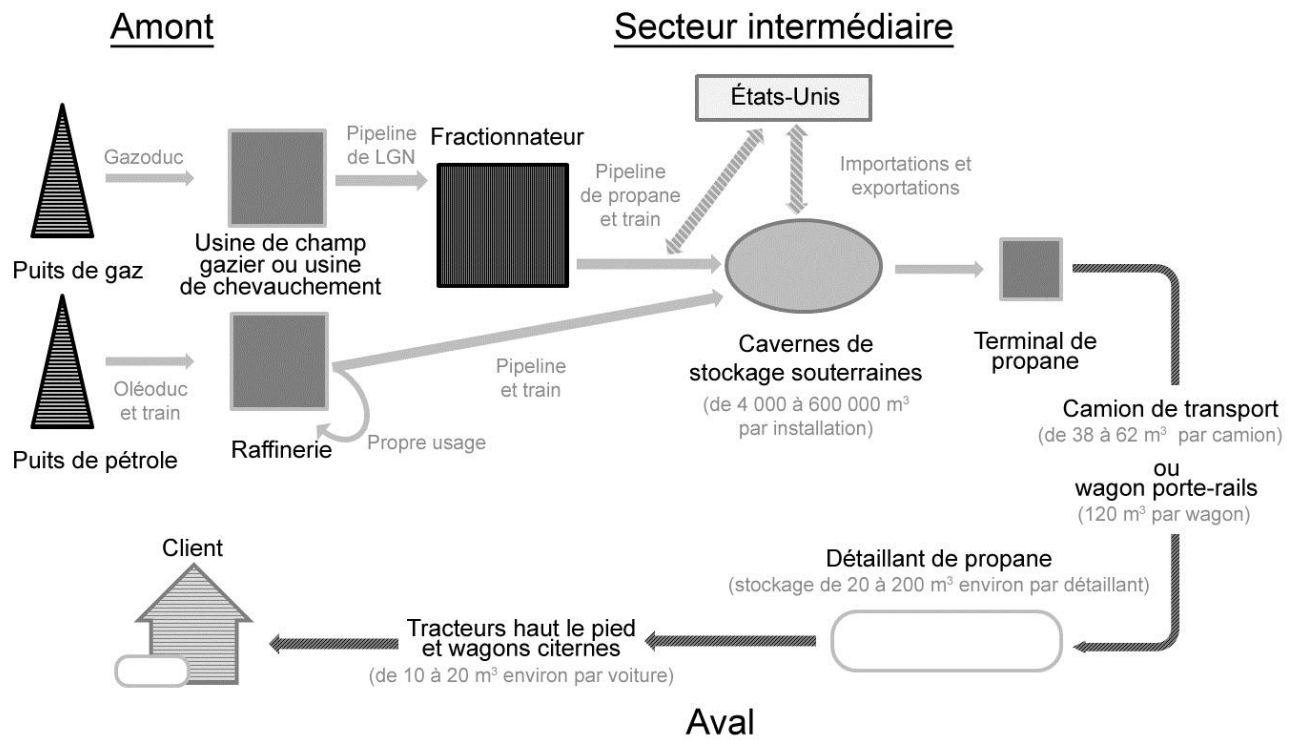 Amont
Secteur intermédiaire
États-Unis
Gazoduc
Pipeline
de LGN
Fractionnateur
Pipeline
de propane
et train
Importations et
exportations
Puits de gaz
Usine de champ
gazier ou usine
de chevauchement
Oléoduc
et train
Puits de pétrole
Raffinerie
Propre usage
Pipeline
et train
Cavernes de
stockage souterraines
(de 4 000 à 600 000 m³
par installation)
Terminal de
propane
Camion de transport
(de 38 à 62 m³ par camion)
ou
wagon porte-rails
(120 m³ par wagon)
Détaillant de propane
(stockage de 20 à 200 m³ environ par détaillant)
Tracteurs haut le pied
et wagons citernes
(de 10 à 20 m³ environ par voiture)
Client
Aval